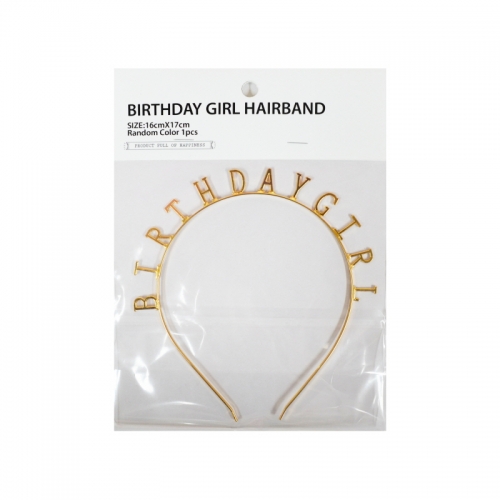 BIRTHDAY GIRL HAIRBAND
SIZE:16cmX17cm
Random Color 1pcs
PRODUCT FULL OF HAPPINESS
BIRTHDAYGIRL